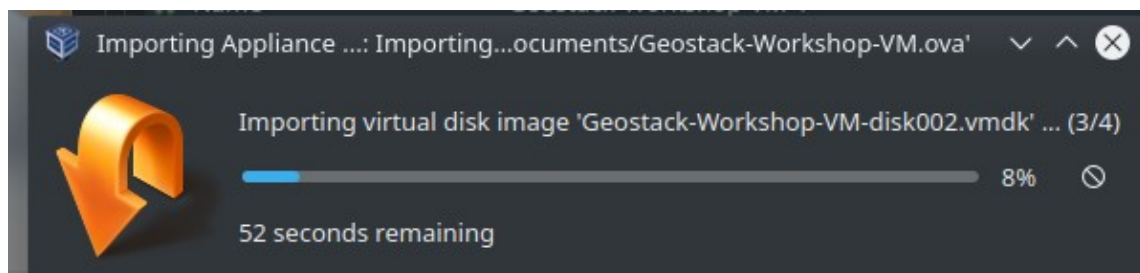 Importing Appliance ...: Importing...ocuments/Geostack-Workshop-VM.ova'
Importing virtual disk image 'Geostack-Workshop-VM-disk002.vmdk' ... (3/4)
8%
52 seconds remaining